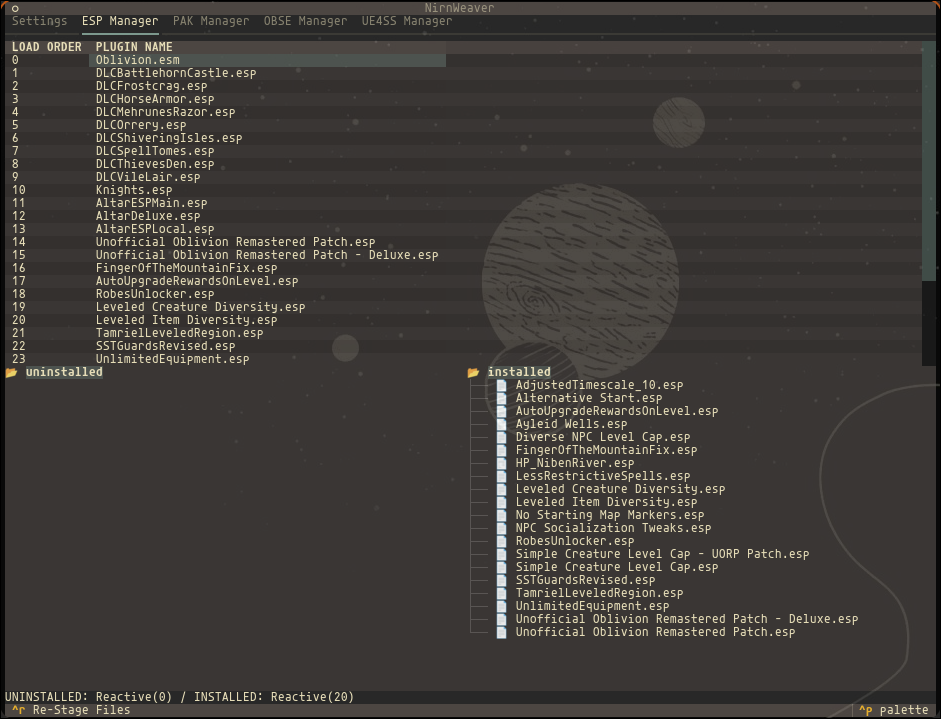 NirnWeaver
Settings ESP Manager PAK Manager OBSE Manager UE4SS Manager
LOAD ORDER PLUGIN NAME
0 Oblivion.esm
1 DLCBattlehornCastle.esp
2 DLCFrostcrag.esp
3 DLCHorseArmor.esp
4 DLCMehrunesRazor.esp
5 DLCOrrery.esp
6 DLCShiveringIsles.esp
7 DLCSpellTomes.esp
8 DLCThievesDen.esp
9 DLCVileLair.esp
10 Knights.esp
11 AltarESPMain.esp
12 AltarDeluxe.esp
13 AltarESPLocal.esp
14 Unofficial Oblivion Remastered Patch.esp
15 Unofficial Oblivion Remastered Patch - Deluxe.esp
16 FingerOfTheMountainFix.esp
17 AutoUpgradeRewardsOnLevel.esp
18 RobesUnlocker.esp
19 Leveled Creature Diversity.esp
20 Leveled Item Diversity.esp
21 TamrielLeveledRegion.esp
22 SSTGuardsRevised.esp
23 UnlimitedEquipment.esp
uninstalled
installed
AdjustedTimescale_10.esp
Alternative Start.esp
AutoUpgradeRewardsOnLevel.esp
Ayleid Wells.esp
Diverse NPC Level Cap.esp
FingerOfTheMountainFix.esp
HP_NibenRiver.esp
LessRestrictiveSpells.esp
Leveled Creature Diversity.esp
Leveled Item Diversity.esp
No Starting Map Markers.esp
NPC Socialization Tweaks.esp
RobesUnlocker.esp
Simple Creature Level Cap - UORP Patch.esp
Simple Creature Level Cap.esp
SSTGuardsRevised.esp
TamrielLeveledRegion.esp
UnlimitedEquipment.esp
Unofficial Oblivion Remastered Patch - Deluxe.esp
Unofficial Oblivion Remastered Patch.esp
UNINSTALLED: Reactive(0) / INSTALLED: Reactive(20)
^r Re-Stage Files ^p palette